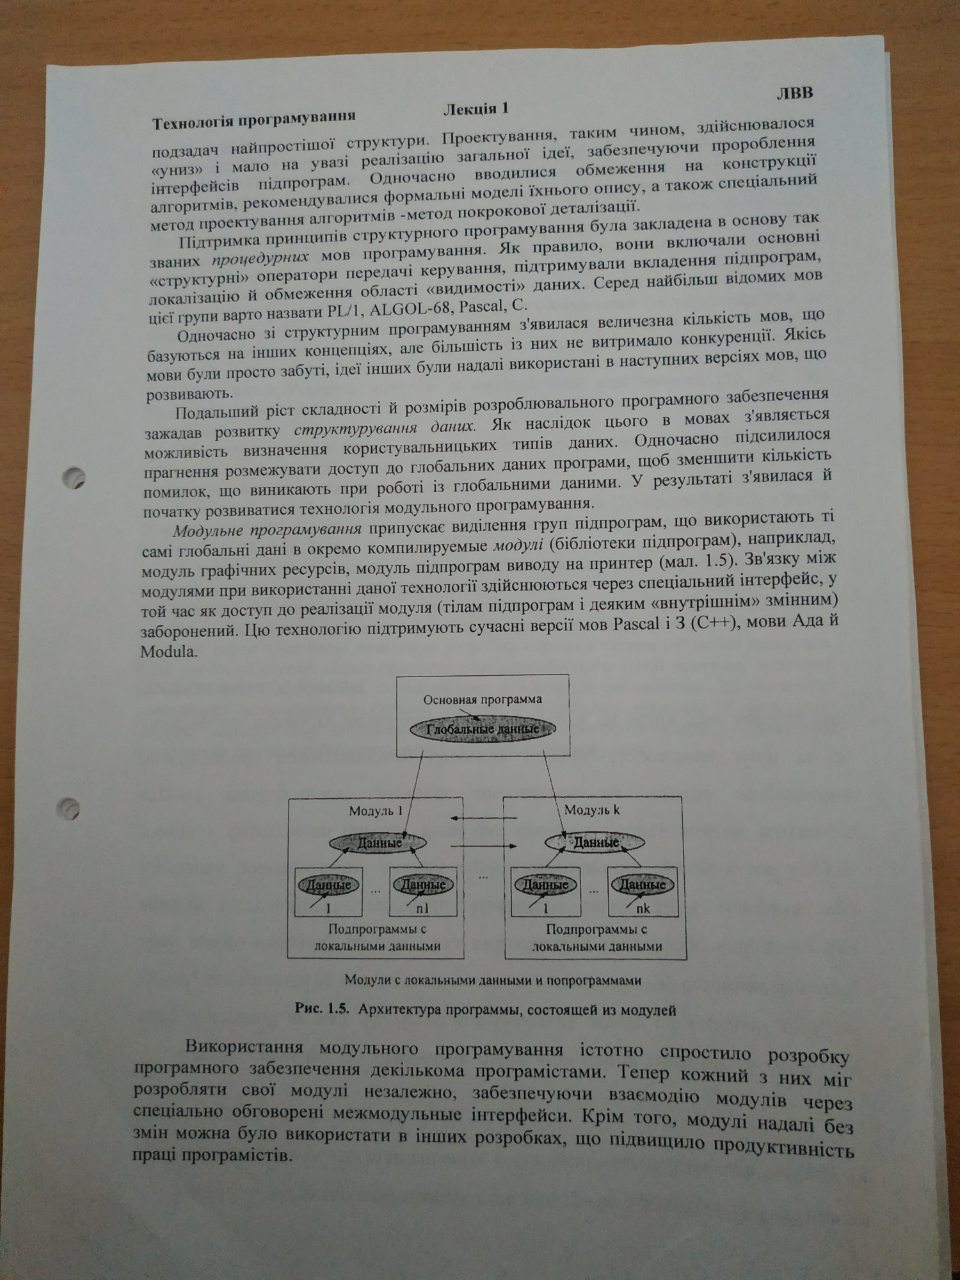 Технологія програмування Лекція 1 ЛВВ
подзадач найпростішої структури. Проектування, таким чином, здійснювалося
«униз» і мало на увазі реалізацію загальної ідеї, забезпечуючи пророблення
інтерфейсів підпрограм. Одночасно вводилися обмеження на конструкції
алгоритмів, рекомендувалися формальні моделі їхнього опису, а також спеціальний
метод проектування алгоритмів -метод покрокової деталізації.
Підтримка принципів структурного програмування була закладена в основу так
званих процедурних мов програмування. Як правило, вони включали основні
«структурні» оператори передачі керування, підтримували вкладення підпрограм,
локалізацію й обмеження області «видимості» даних. Серед найбільш відомих мов
цієї групи варто назвати PL/1, ALGOL-68, Pascal, C.
Одночасно зі структурним програмуванням з'явилася величезна кількість мов, що
базуються на інших концепціях, але більшість із них не витримало конкуренції. Якісь
мови були просто забуті, ідеї інших були надалі використані в наступних версіях мов, що
розвивають.
Подальший ріст складності й розмірів розроблювального програмного забезпечення
зажадав розвитку структурування даних. Як наслідок цього в мовах з'являється
можливість визначення користувальницьких типів даних. Одночасно підсилилося
прагнення розмежувати доступ до глобальних даних програми, щоб зменшити кількість
помилок, що виникають при роботі із глобальними даними. У результаті з'явилася й
початку розвиватися технологія модульного програмування.
Модульне програмування припускає виділення груп підпрограм, що використають ті
самі глобальні дані в окремо компилируемые модулі (бібліотеки підпрограм), наприклад,
модуль графічних ресурсів, модуль підпрограм виводу на принтер (мал. 1.5). Зв'язку між
модулями при використанні даної технології здійснюються через спеціальний інтерфейс, у
той час як доступ до реалізації модуля (тілам підпрограм і деяким «внутрішнім» змінним)
заборонений. Цю технологію підтримують сучасні версії мов Pascal і З (C++), мови Ада й
Modula.
Основная программа
Глобальные данные
Модуль 1 Модуль k
Данные Данные
Данные ... Данные ... Данные ... Данные
1 n1 1 nk
Подпрограммы с Подпрограммы с
локальными данными локальными данными
Модули с локальными данными и попрограммами
Рис. 1.5. Архитектура программы, состоящей из модулей
Використання модульного програмування істотно спростило розробку
програмного забезпечення декількома програмістами. Тепер кожний з них міг
розробляти свої модулі незалежно, забезпечуючи взаємодію модулів через
спеціально обговорені межмодульные інтерфейси. Крім того, модулі надалі без
змін можна було використати в інших розробках, що підвищило продуктивність
праці програмістів.